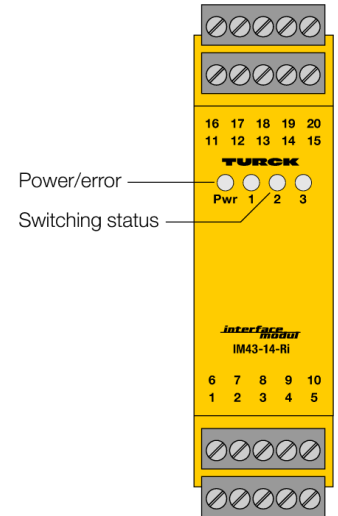 16 17 18 19 20
11 12 13 14 15
TURCK
Power/error
Pwr 1 2 3
Switching status
interface
modul
IM43-14-Ri
6 7 8 9 10
1 2 3 4 5